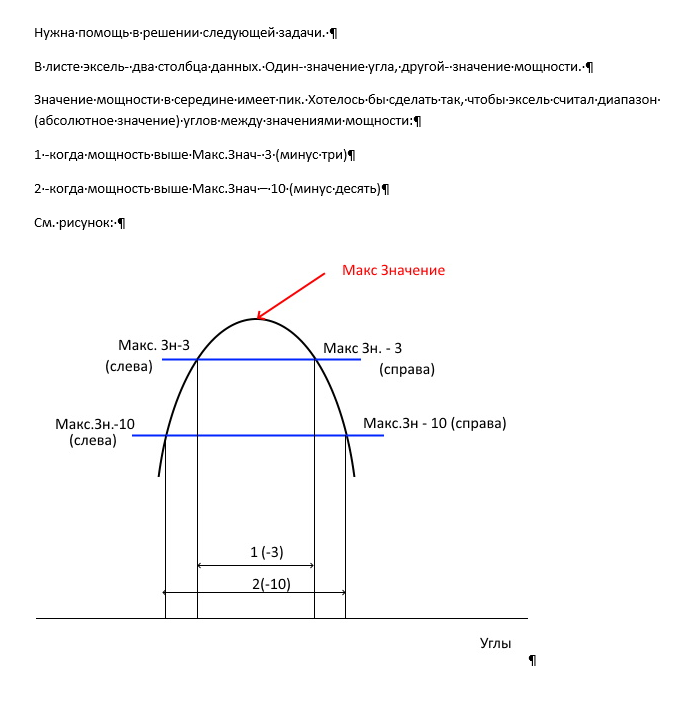 Нужна·помощь·в·решении·следующей·задачи.·¶
В·листе·эксель-·два·столбца·данных.·Один-·значение·угла,·другой-·значение·мощности.·¶
Значение·мощности·в·середине·имеет·пик.·Хотелось·бы·сделать·так,·чтобы·эксель·считал·диапазон·
(абсолютное·значение)·углов·между·значениями·мощности:¶
1·-когда·мощность·выше·Макс.Знач-·3·(минус·три)¶
2·-когда·мощность·выше·Макс.Знач·–·10·(минус·десять)¶
См.·рисунок:·¶
Макс Значение
Макс. Зн-3
(слева)
Макс Зн. - 3
(справа)
Макс.Зн.-10
(слева)
Макс.Зн - 10 (справа)
1 (-3)
2(-10)
Углы
¶